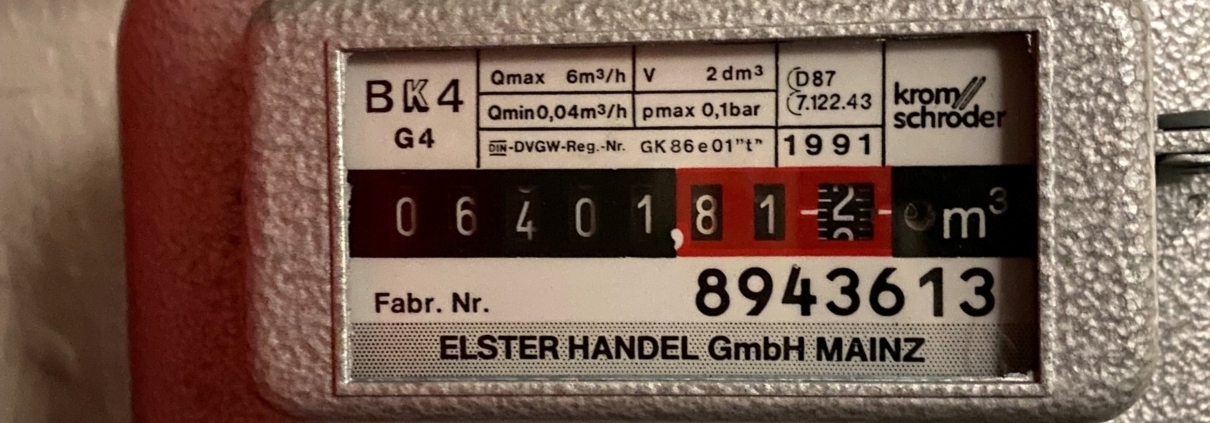 BK4
G4
Qmax 6m³/h
V 2 dm³
Qmin 0,04m³/h
pmax 0,1bar
DIN-DVGW-Reg.-Nr. GK 86 e 01"t"
D87
7.122.43
1991
krom//
schroder
0 6 4 0 1,8 1 2 m³
Fabr. Nr. 8943613
ELSTER HANDEL GmbH MAINZ